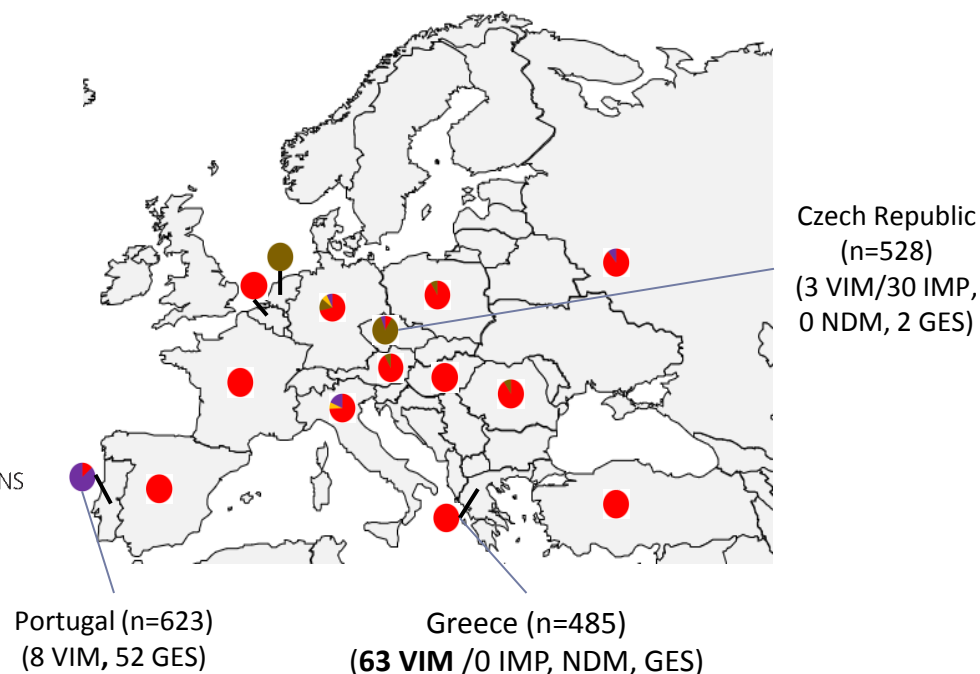 Czech Republic
(n=528)
(3 VIM/30 IMP,
0 NDM, 2 GES)
NS
Portugal (n=623)
(8 VIM, 52 GES)
Greece (n=485)
(63 VIM /0 IMP, NDM, GES)